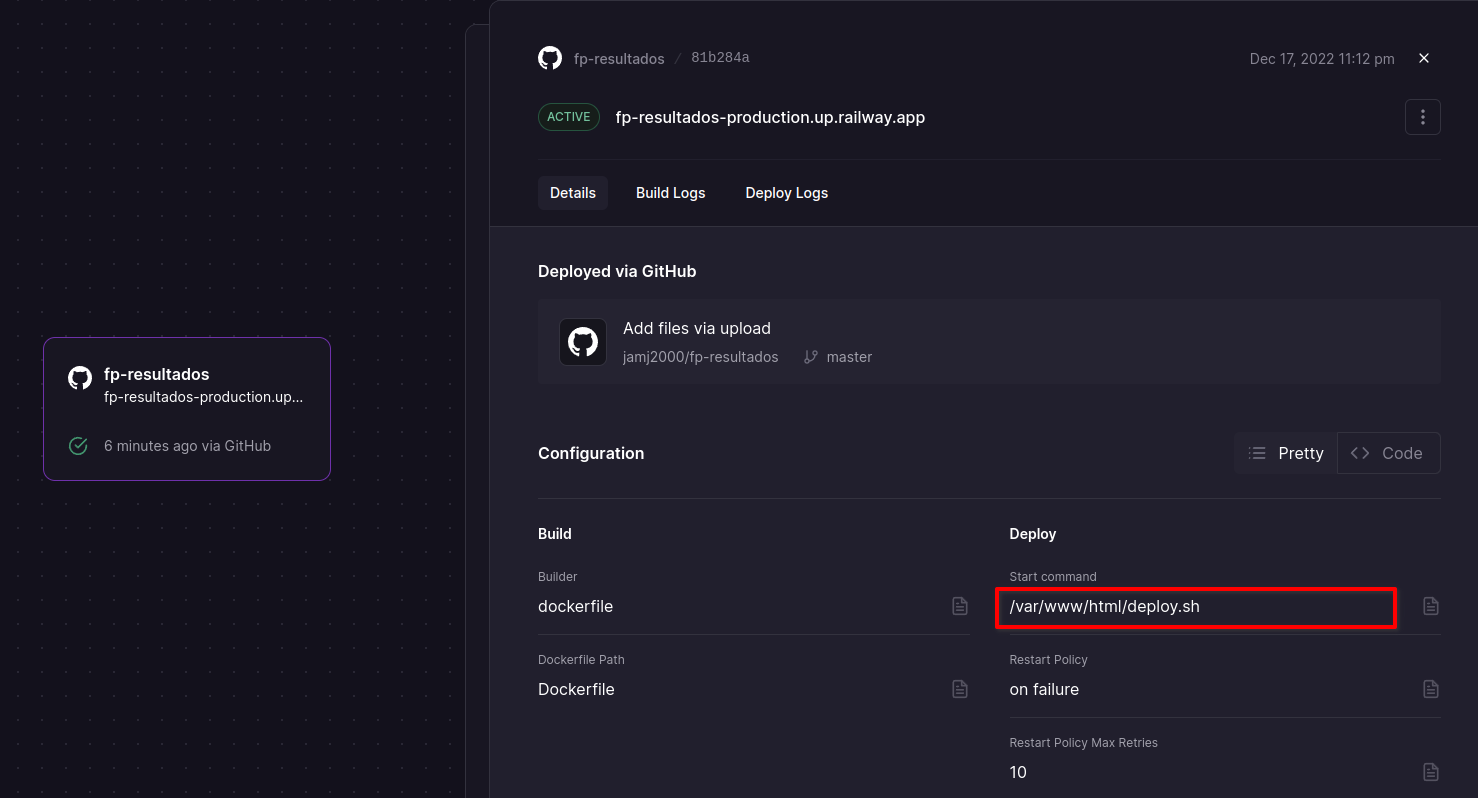 fp-resultados / 81b284a
Dec 17, 2022 11:12 pm
ACTIVE
fp-resultados-production.up.railway.app
Details
Build Logs
Deploy Logs
Deployed via GitHub
Add files via upload
jamj2000/fp-resultados
master
fp-resultados
fp-resultados-production.up...
6 minutes ago via GitHub
Configuration
Pretty
Code
Build
Builder
dockerfile
Dockerfile Path
Dockerfile
Deploy
Start command
/var/www/html/deploy.sh
Restart Policy
on failure
Restart Policy Max Retries
10